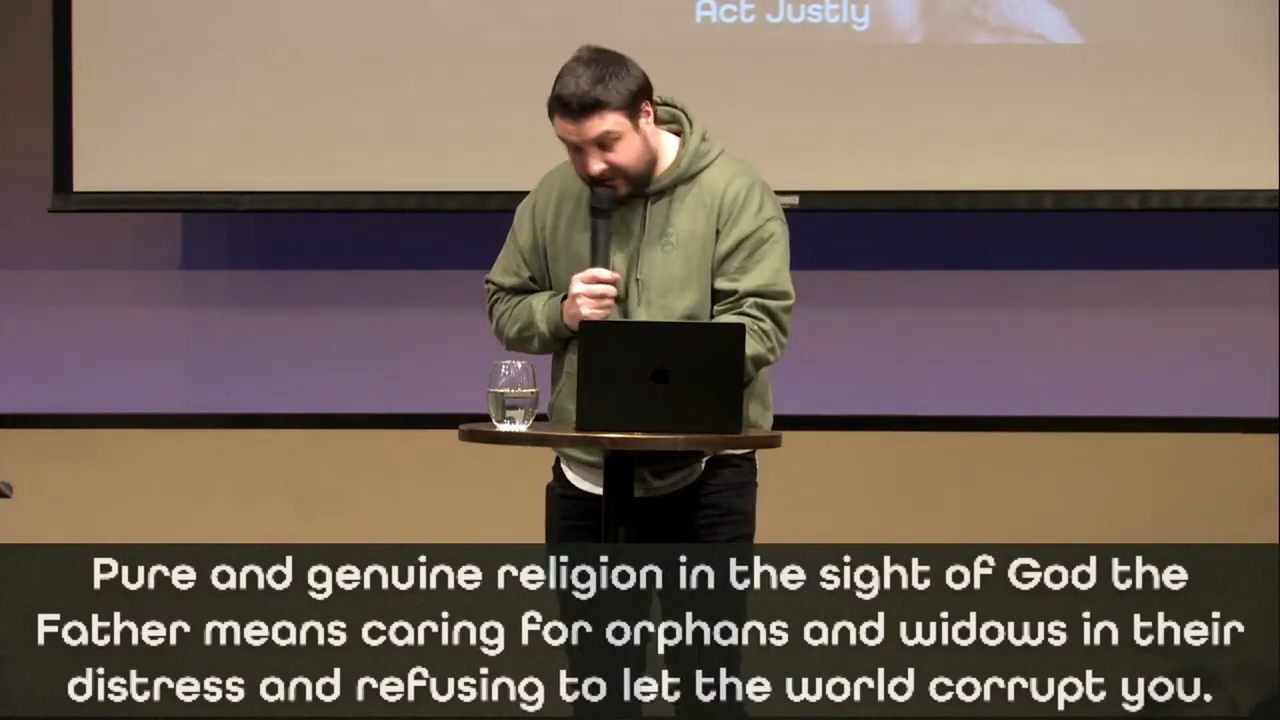 Act Justly
Pure and genuine religion in the sight of God the
Father means caring for orphans and widows in their
distress and refusing to let the world corrupt you.